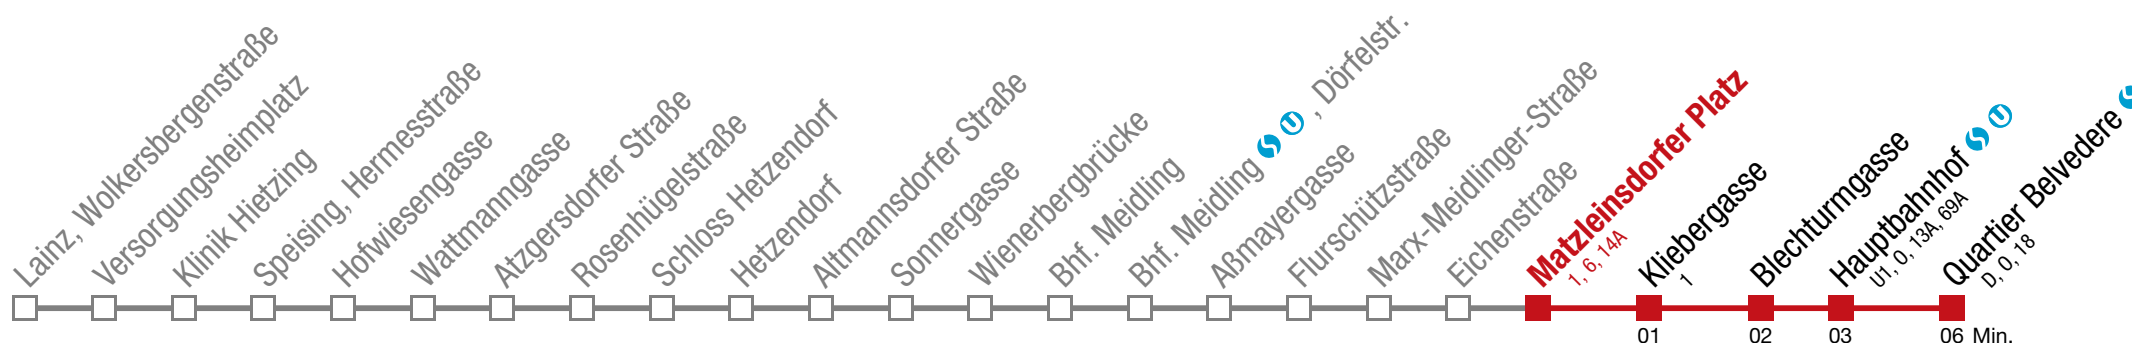 Lainz, Wolkersbergenstraße
Versorgungsheimplatz
Klinik Hietzing
Speising, Hermesstraße
Hofwiesengasse
Wattmanngasse
Atzgersdorfer Straße
Rosenhügelstraße
Schloss Hetzendorf
Hetzendorf
Altmannsdorfer Straße
Sonnergasse
Wienerbergbrücke
Bhf. Meidling
Bhf. Meidling S U , Dörfelstr.
Aßmayergasse
Flurschützstraße
Marx-Meidlinger-Straße
Eichenstraße
Matzleinsdorfer Platz
1, 6, 14A
Kliebergasse
1
Blechturmgasse
Hauptbahnhof S U
U1, O, 13A, 69A
Quartier Belvedere S
D, O, 18
01 02 03 06 Min.